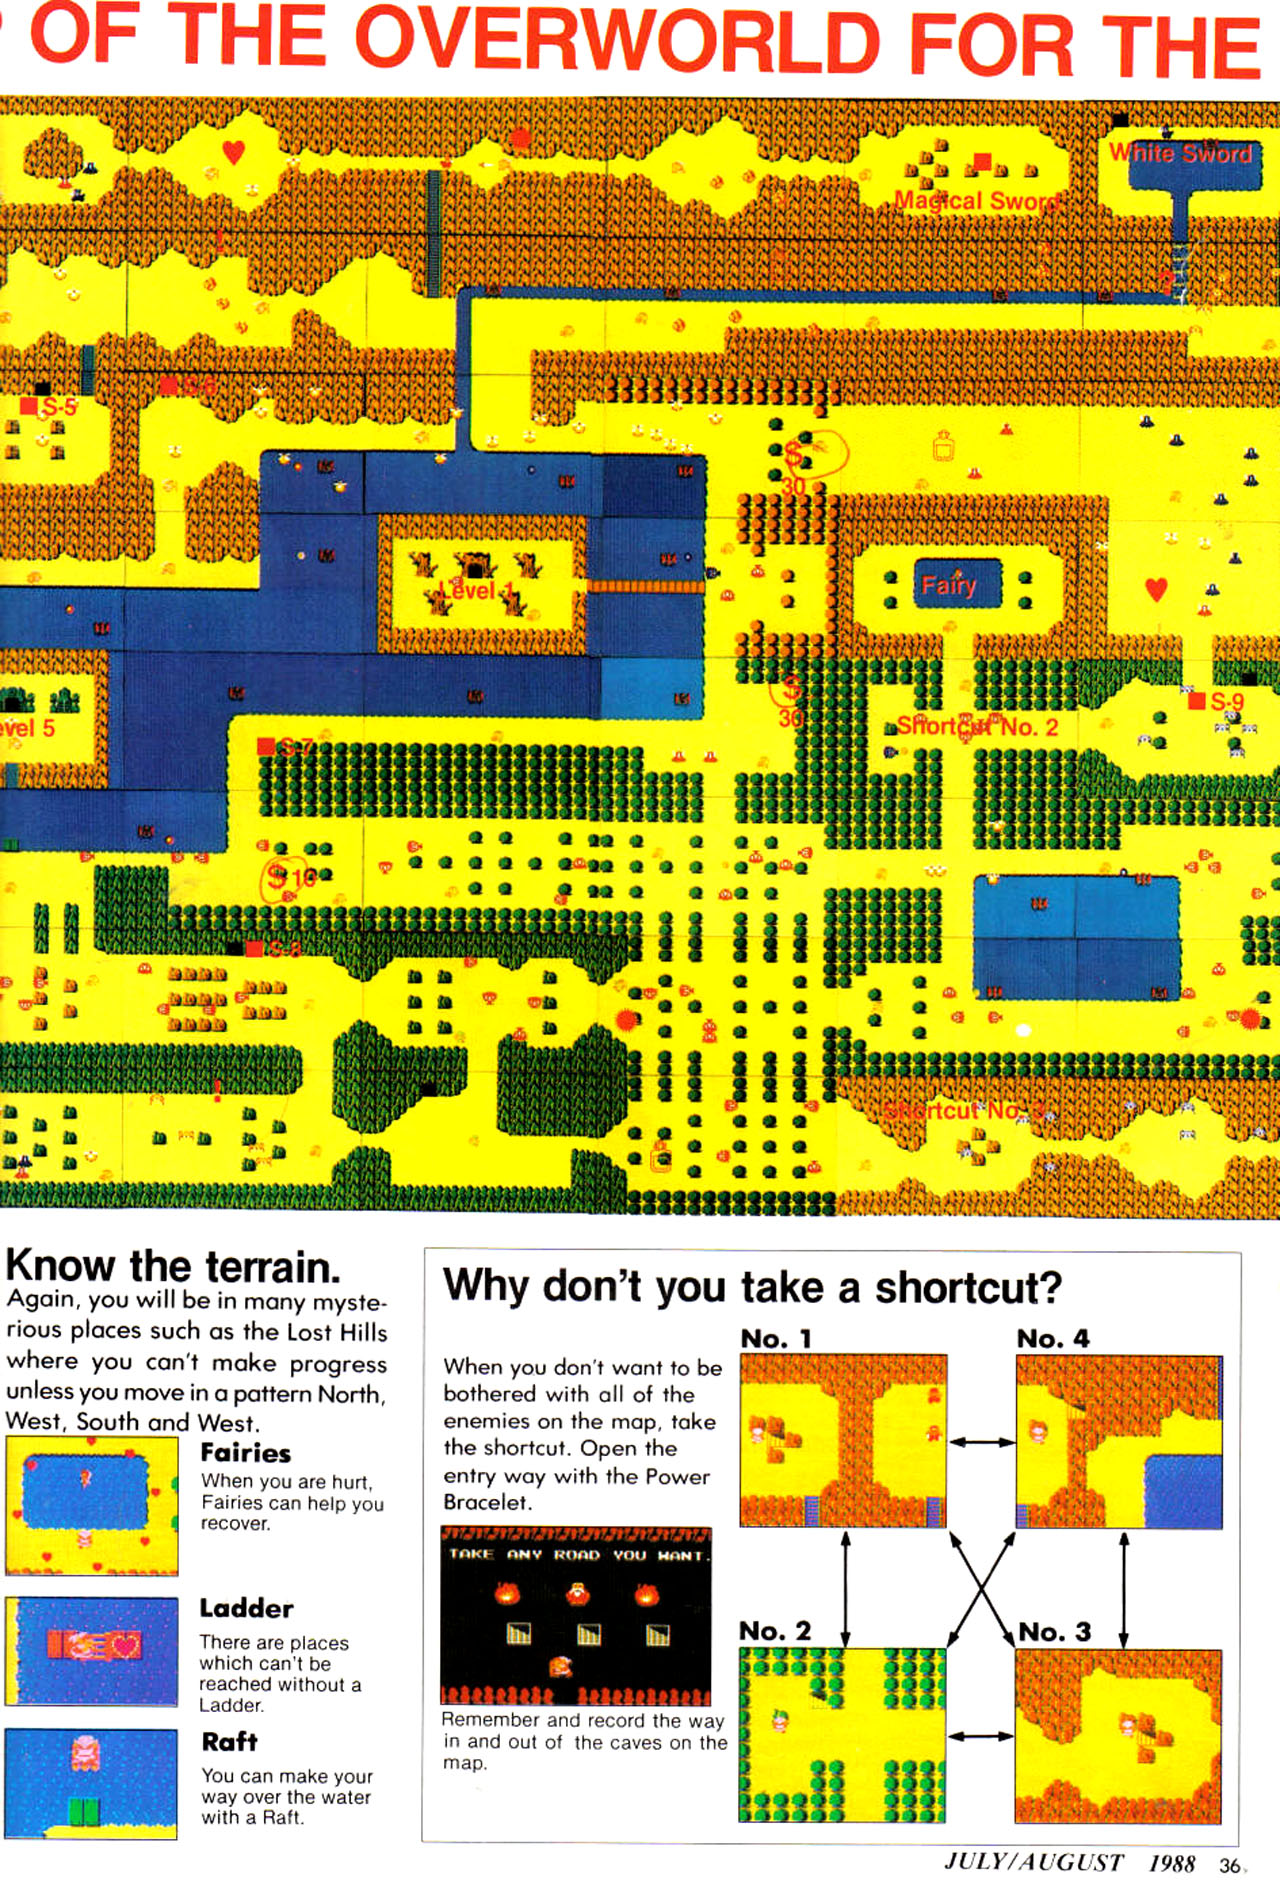 OF THE OVERWORLD FOR THE
White Sword
Magical Sword
!
?
S-6
S-5
S
30
Level 1
Fairy
S
30
S-9
evel 5
Shortcut No. 2
S-7
S 10
S-8
!
Shortcut No. 3
Know the terrain.
Again, you will be in many myste-
rious places such as the Lost Hills
where you can't make progress
unless you move in a pattern North,
West, South and West.
Fairies
When you are hurt,
Fairies can help you
recover.
Ladder
There are places
which can't be
reached without a
Ladder.
Raft
You can make your
way over the water
with a Raft.
Why don't you take a shortcut?
When you don't want to be
bothered with all of the
enemies on the map, take
the shortcut. Open the
entry way with the Power
Bracelet.
TAKE ANY ROAD YOU WANT.
Remember and record the way
in and out of the caves on the
map.
No. 1
No. 4
No. 2
No. 3
JULY/AUGUST 1988 36